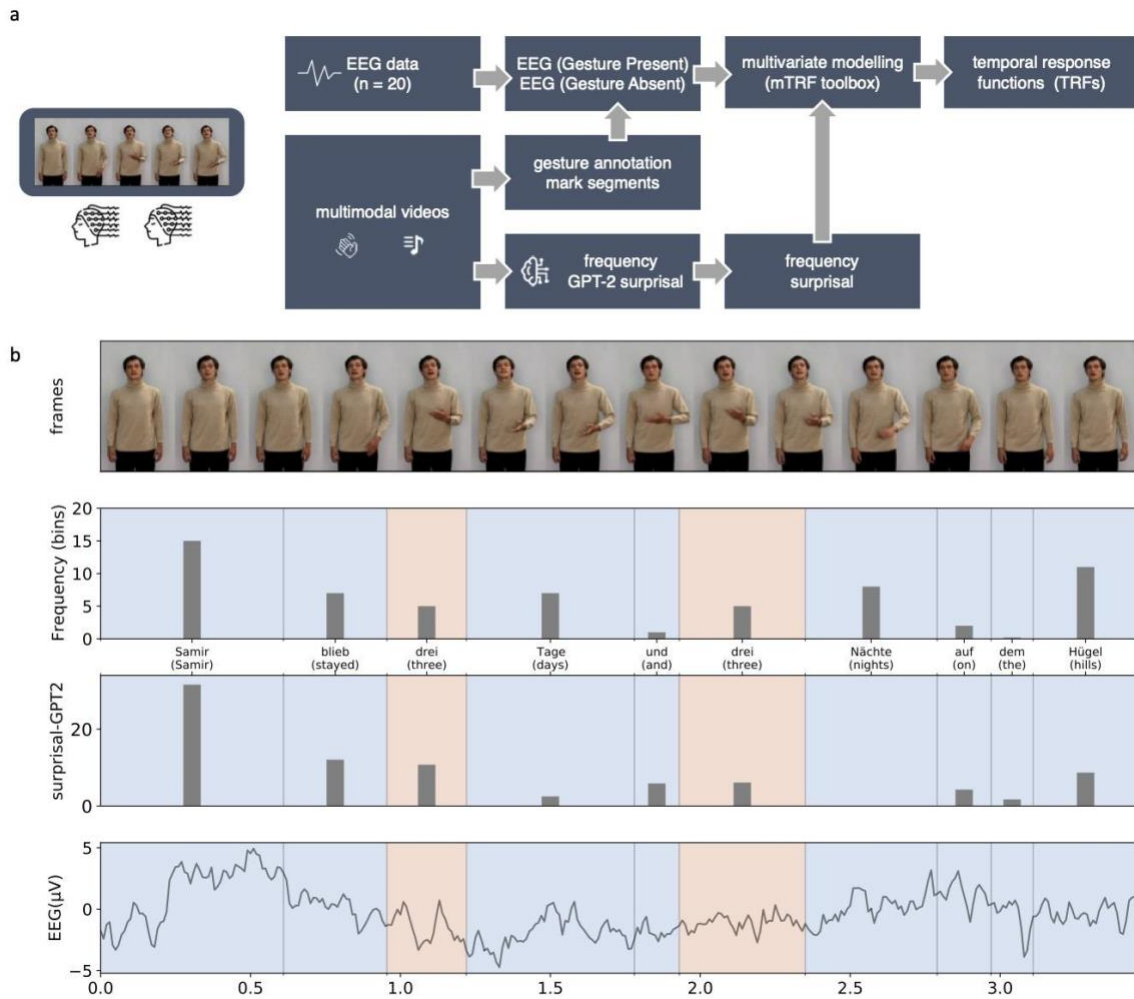 a
EEG data
(n = 20)
EEG (Gesture Present)
EEG (Gesture Absent)
multivariate modelling
(mTRF toolbox)
temporal response
functions (TRFs)
gesture annotation
mark segments
multimodal videos
frequency
GPT-2 surprisal
frequency
surprisal
b
frames
Frequency (bins)
20
15
10
5
0
Samir
(Samir)
blieb
(stayed)
drei
(three)
Tage
(days)
und
(and)
drei
(three)
Nächte
(nights)
auf
(on)
dem
(the)
Hügel
(hills)
surprisal-GPT2
20
0
EEG(μV)
5
0
−5
0.0 0.5 1.0 1.5 2.0 2.5 3.0